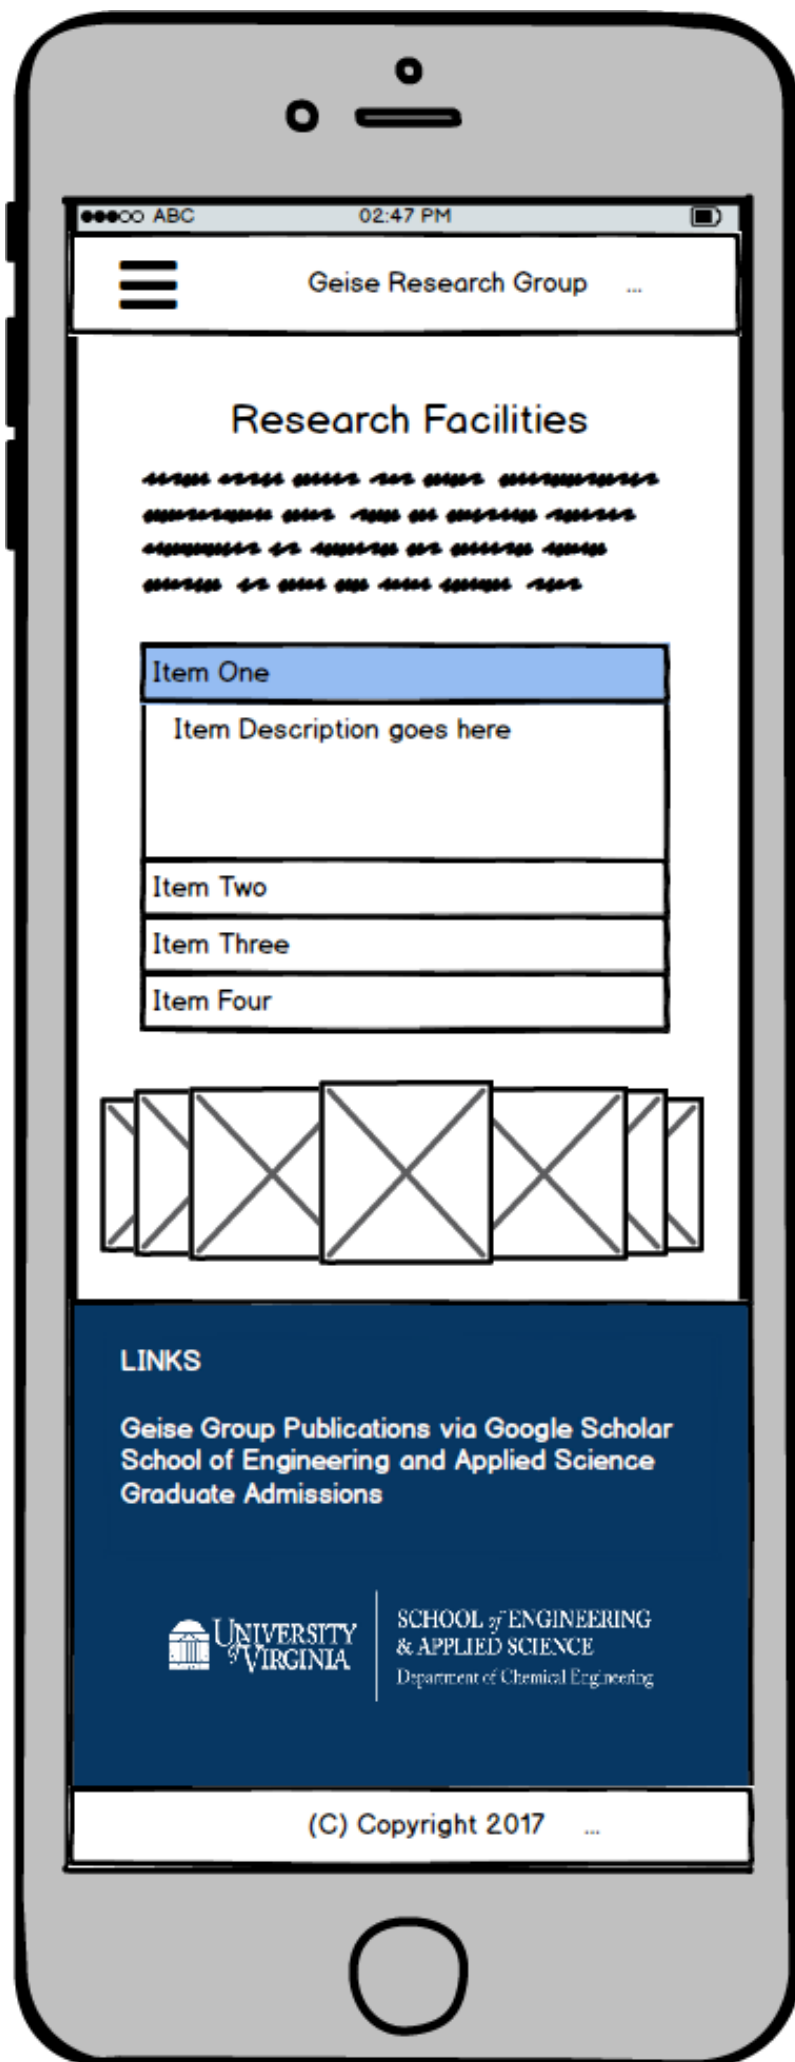 ABC 02:47 PM
Geise Research Group ...
Research Facilities
Item One
Item Description goes here
Item Two
Item Three
Item Four
LINKS
Geise Group Publications via Google Scholar
School of Engineering and Applied Science
Graduate Admissions
UNIVERSITY
of VIRGINIA
SCHOOL of ENGINEERING
& APPLIED SCIENCE
Department of Chemical Engineering
(C) Copyright 2017 ...